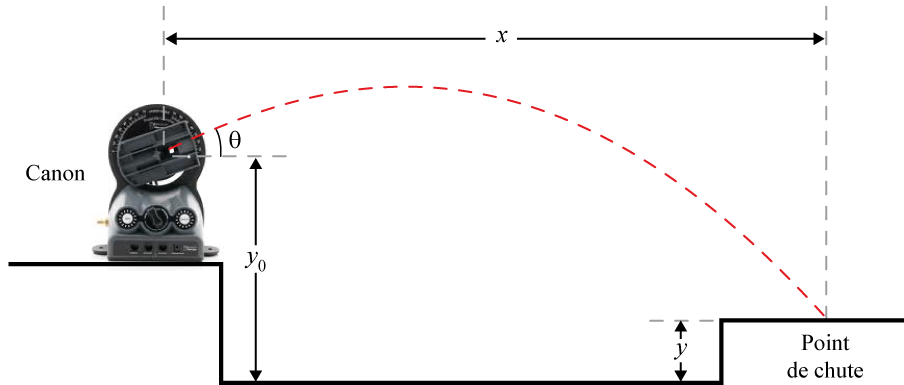 x
θ
Canon
y0
y
Point
de chute